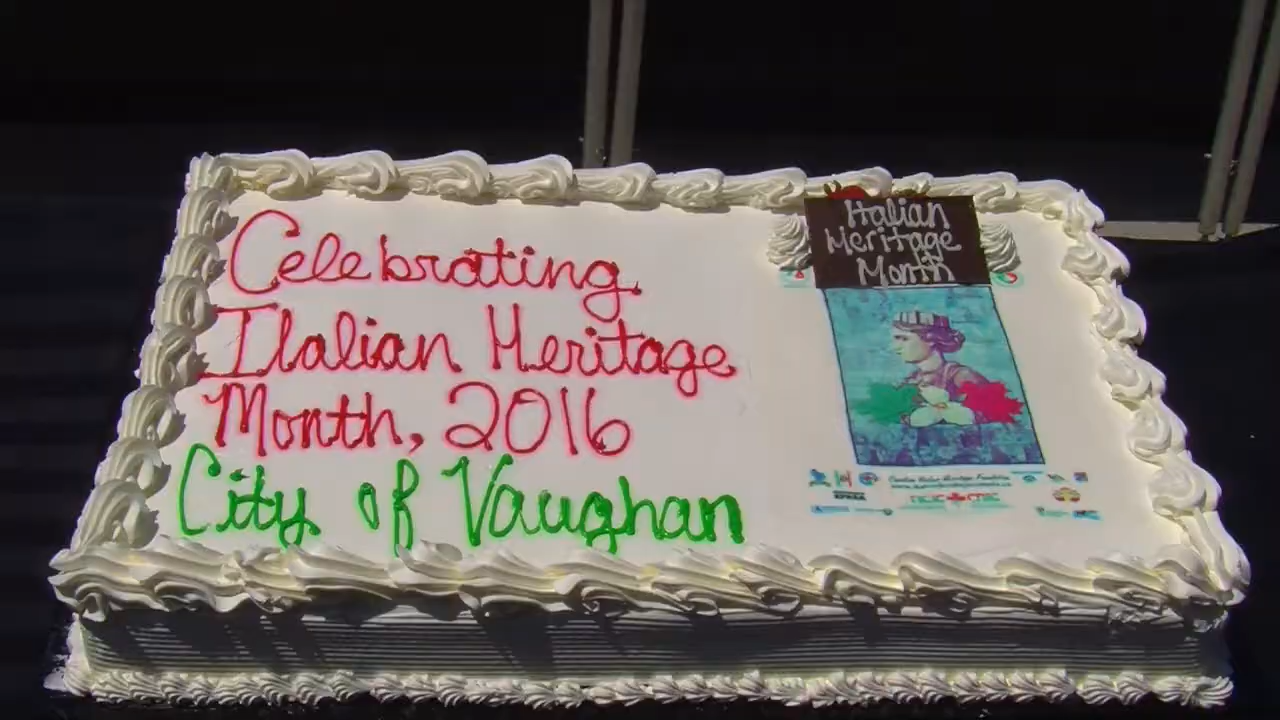 Celebrating
Italian Heritage
Month, 2016
City of Vaughan
Italian
Heritage
Month